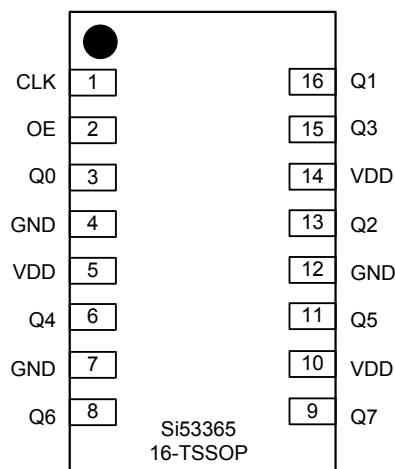 CLK 1 16 Q1
OE 2 15 Q3
Q0 3 14 VDD
GND 4 13 Q2
VDD 5 12 GND
Q4 6 11 Q5
GND 7 10 VDD
Q6 8 9 Q7
Si53365
16-TSSOP